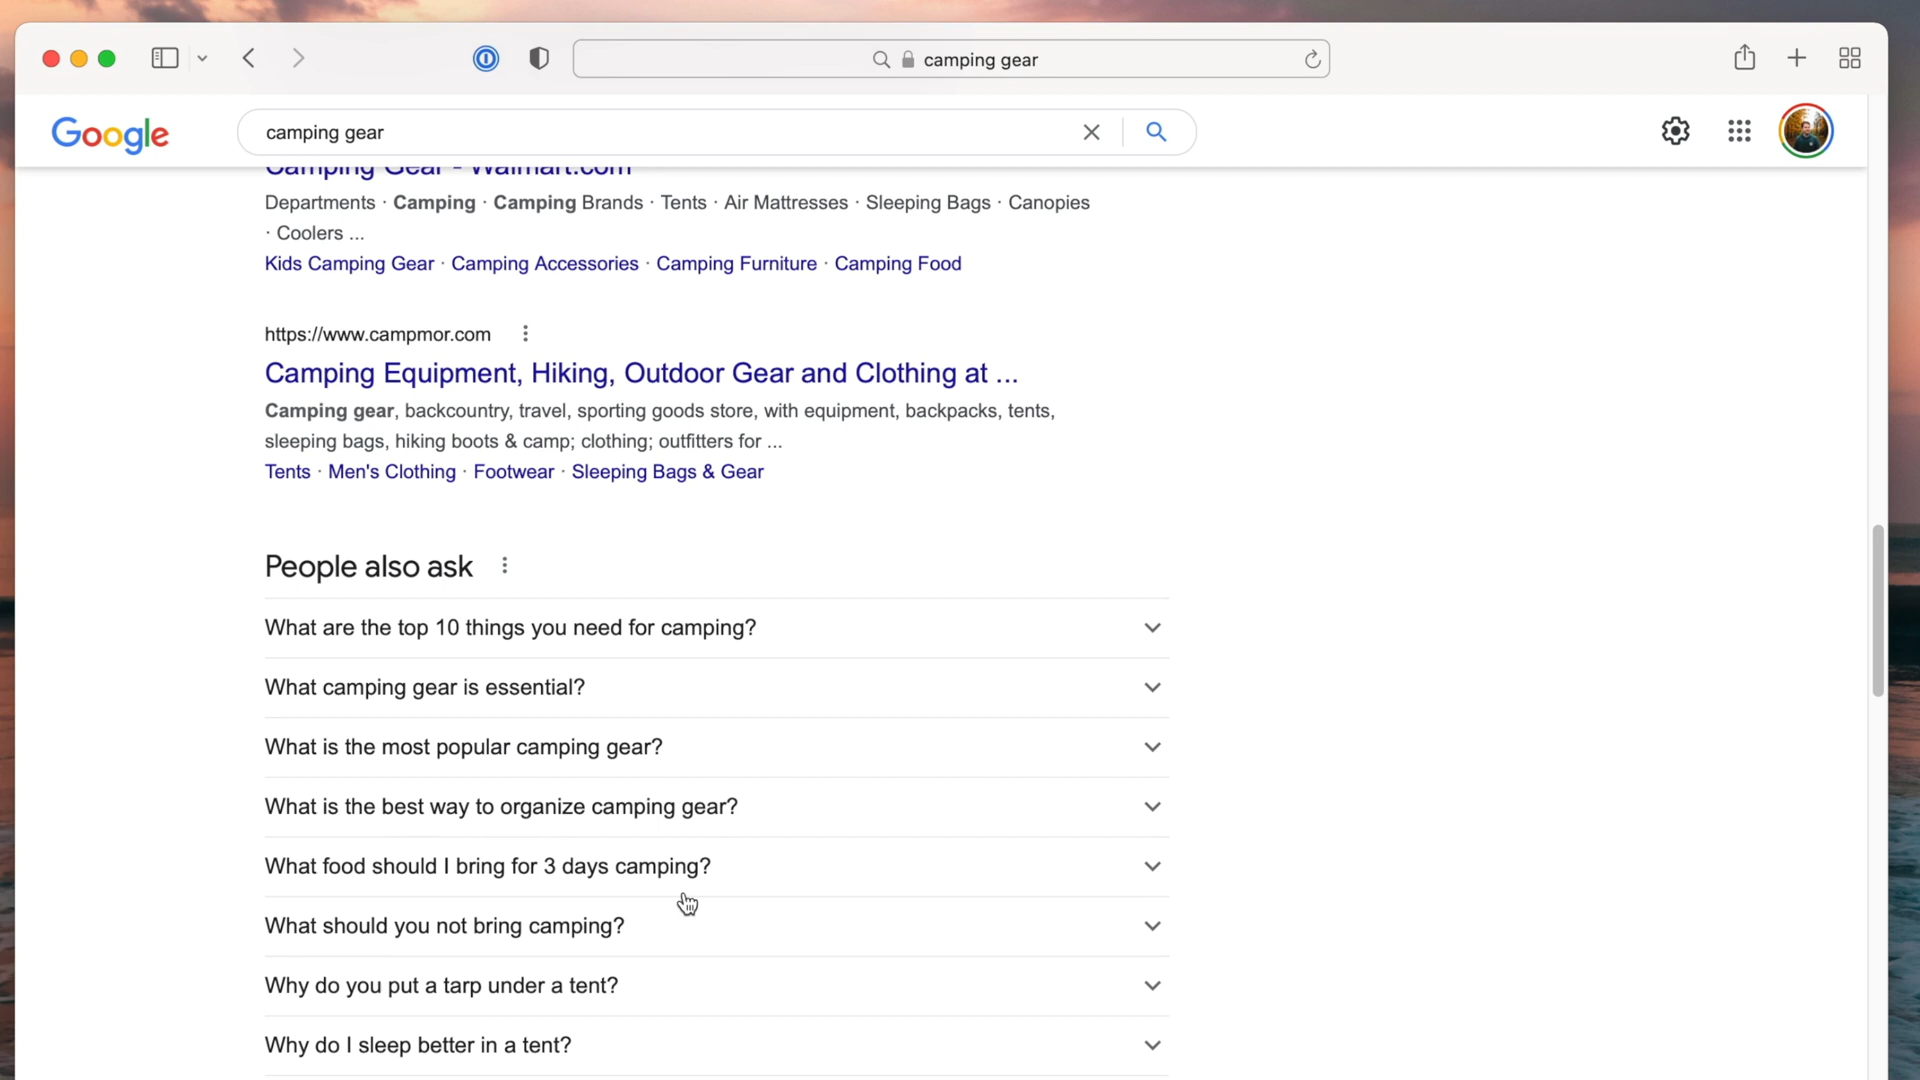 camping gear
Google
camping gear
Camping Gear - Walmart.com
Departments · Camping · Camping Brands · Tents · Air Mattresses · Sleeping Bags · Canopies
· Coolers ...
Kids Camping Gear · Camping Accessories · Camping Furniture · Camping Food
https://www.campmor.com
Camping Equipment, Hiking, Outdoor Gear and Clothing at ...
Camping gear, backcountry, travel, sporting goods store, with equipment, backpacks, tents,
sleeping bags, hiking boots & camp; clothing; outfitters for ...
Tents · Men's Clothing · Footwear · Sleeping Bags & Gear
People also ask
What are the top 10 things you need for camping?
What camping gear is essential?
What is the most popular camping gear?
What is the best way to organize camping gear?
What food should I bring for 3 days camping?
What should you not bring camping?
Why do you put a tarp under a tent?
Why do I sleep better in a tent?